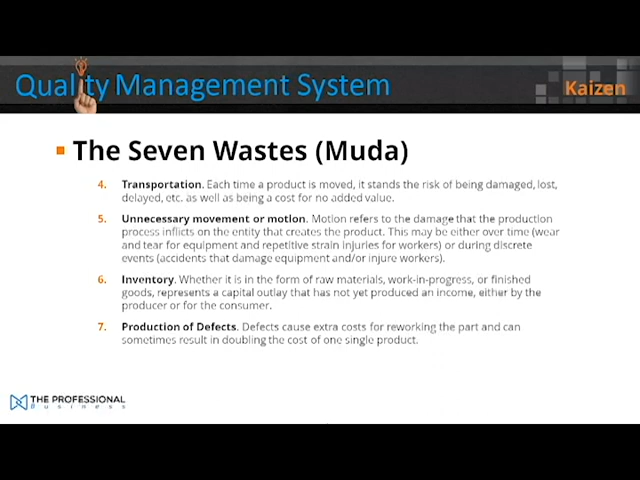 Quality Management System
Kaizen
The Seven Wastes (Muda)
4. Transportation. Each time a product is moved, it stands the risk of being damaged, lost,
delayed, etc. as well as being a cost for no added value.
5. Unnecessary movement or motion. Motion refers to the damage that the production
process inflicts on the entity that creates the product. This may be either over time (wear
and tear for equipment and repetitive strain injuries for workers) or during discrete
events (accidents that damage equipment and/or injure workers).
6. Inventory. Whether it is in the form of raw materials, work-in-progress, or finished
goods, represents a capital outlay that has not yet produced an income, either by the
producer or for the consumer.
7. Production of Defects. Defects cause extra costs for reworking the part and can
sometimes result in doubling the cost of one single product.
THE PROFESSIONAL
Business